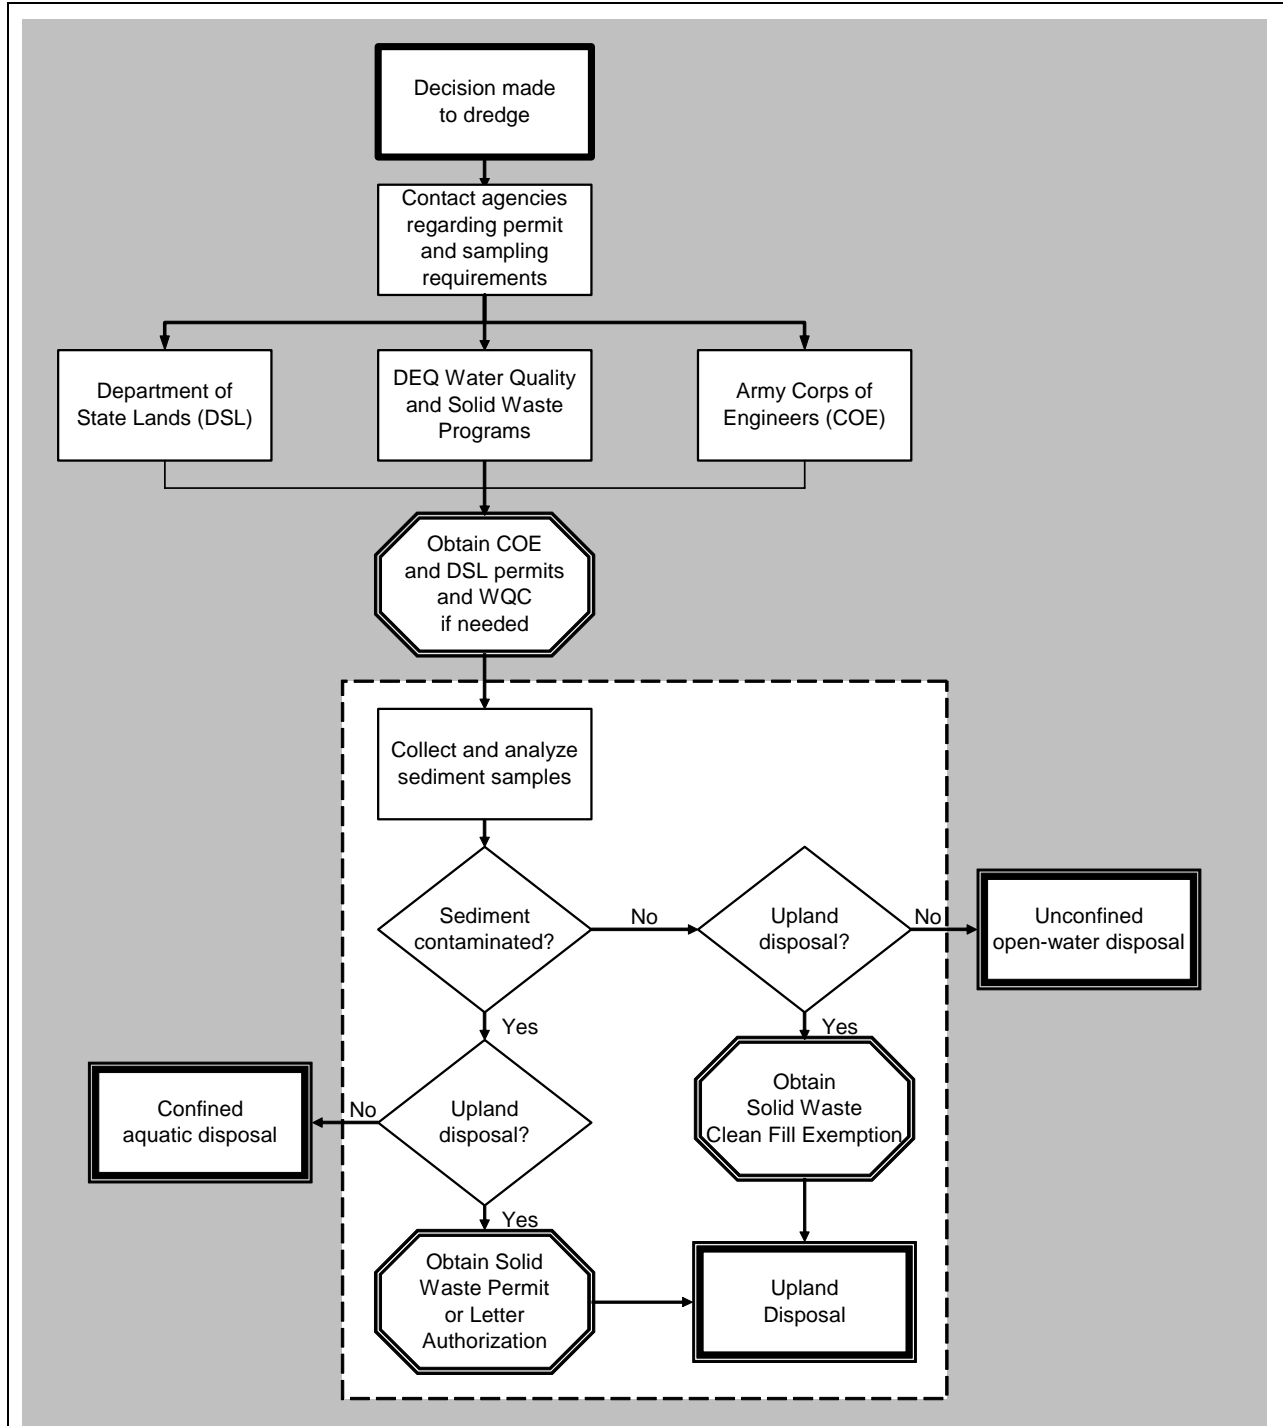 Decision made
to dredge
Contact agencies
regarding permit
and sampling
requirements
Department of
State Lands (DSL)
DEQ Water Quality
and Solid Waste
Programs
Army Corps of
Engineers (COE)
Obtain COE
and DSL permits
and WQC
if needed
Collect and analyze
sediment samples
Sediment
contaminated?
No
Upland
disposal?
No
Unconfined
open-water disposal
Yes
Yes
Confined
aquatic disposal
No
Upland
disposal?
Obtain
Solid Waste
Clean Fill Exemption
Yes
Obtain Solid
Waste Permit
or Letter
Authorization
Upland
Disposal